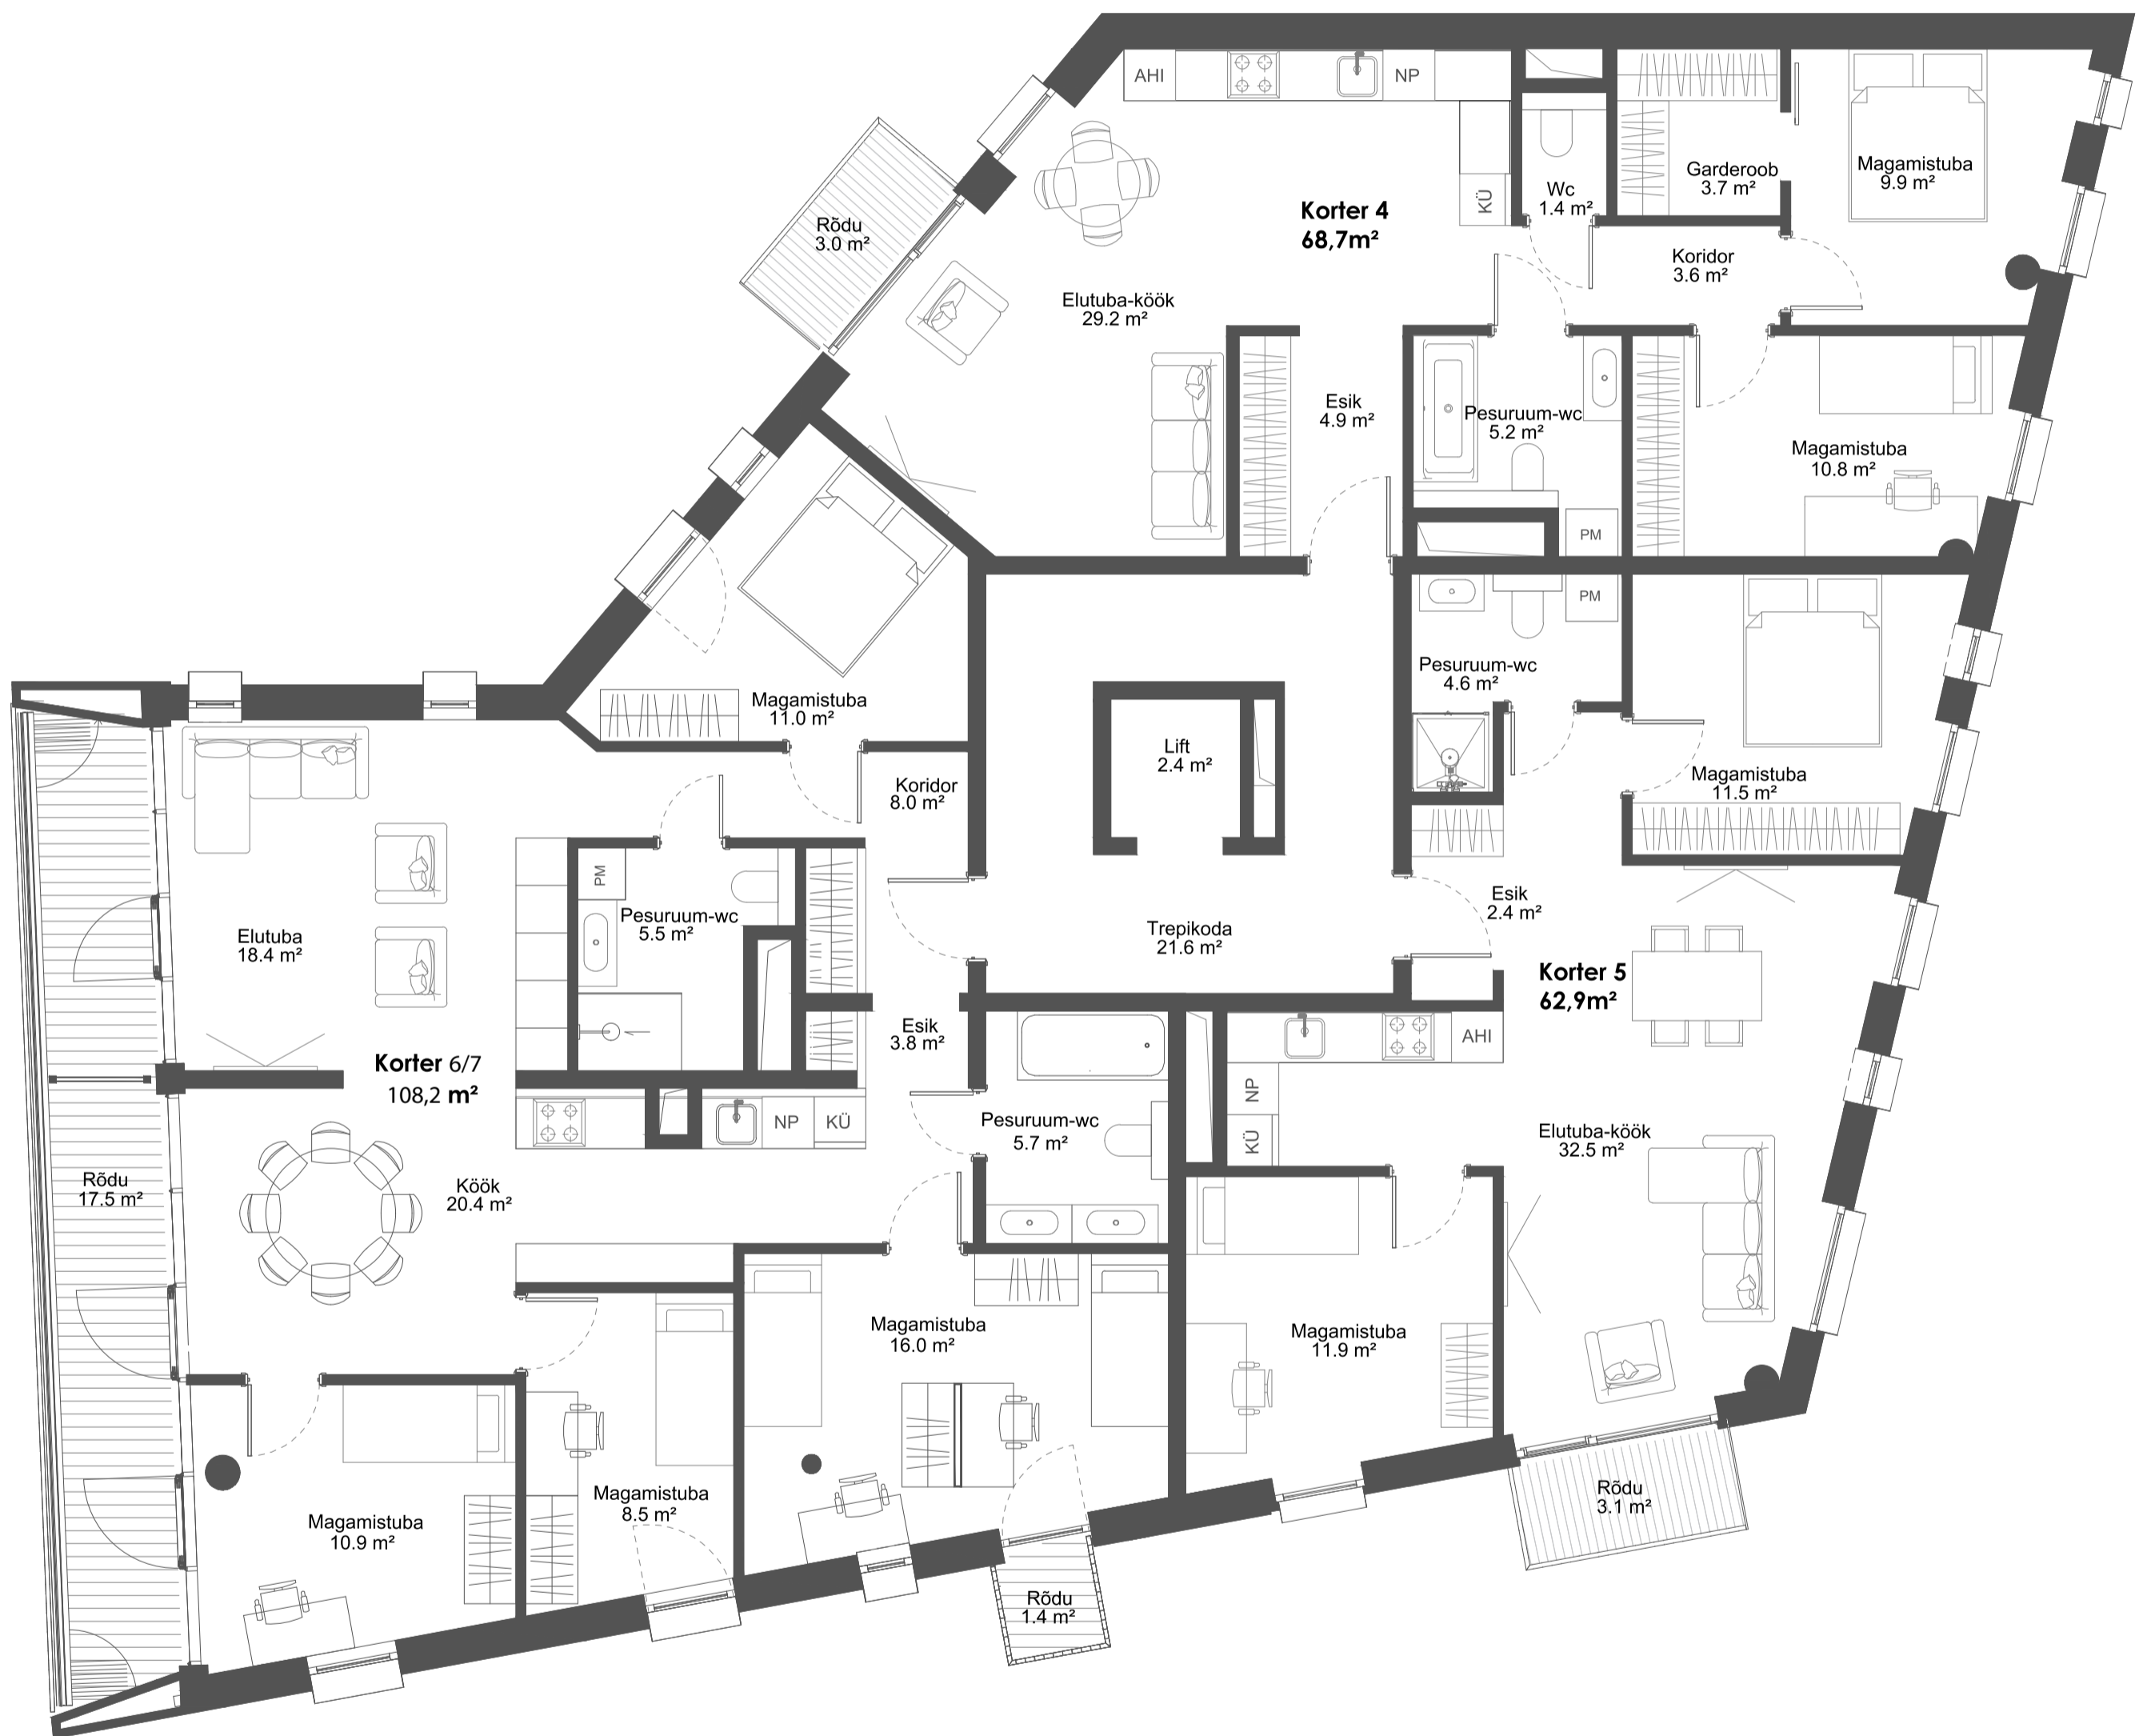 AHI
NP
KÜ
Wc
1.4 m²
Garderoob
3.7 m²
Magamistuba
9.9 m²
Rõdu
3.0 m²
Korter 4
68,7m²
Koridor
3.6 m²
Elutuba-köök
29.2 m²
Esik
4.9 m²
Pesuruum-wc
5.2 m²
Magamistuba
10.8 m²
PM
PM
Pesuruum-wc
4.6 m²
Magamistuba
11.0 m²
Lift
2.4 m²
Koridor
8.0 m²
Magamistuba
11.5 m²
PM
Pesuruum-wc
5.5 m²
Elutuba
18.4 m²
Trepikoda
21.6 m²
Esik
2.4 m²
Korter 5
62,9m²
Esik
3.8 m²
AHI
NP
KÜ
Korter 6/7
108,2 m²
NP
KÜ
Pesuruum-wc
5.7 m²
Elutuba-köök
32.5 m²
Rõdu
17.5 m²
Köök
20.4 m²
Magamistuba
16.0 m²
Magamistuba
11.9 m²
Magamistuba
8.5 m²
Magamistuba
10.9 m²
Rõdu
3.1 m²
Rõdu
1.4 m²